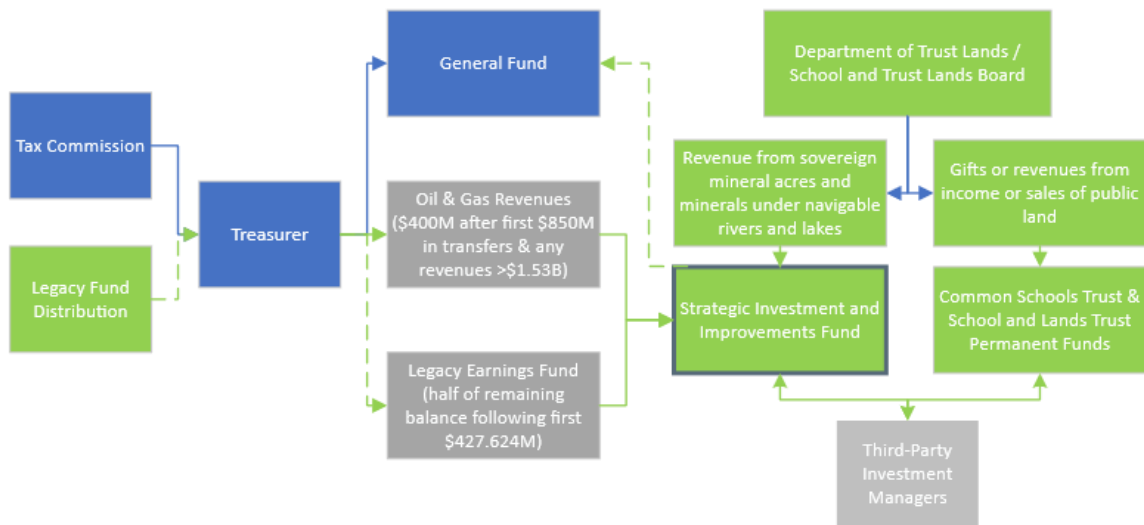 General Fund
Department of Trust Lands /
School and Trust Lands Board
Tax Commission
Treasurer
Legacy Fund
Distribution
Oil & Gas Revenues
($400M after first $850M
in transfers & any
revenues >$1.53B)
Legacy Earnings Fund
(half of remaining
balance following first
$427.624M)
Revenue from sovereign
mineral acres and
minerals under navigable
rivers and lakes
Gifts or revenues from
income or sales of public
land
Strategic Investment and
Improvements Fund
Common Schools Trust &
School and Lands Trust
Permanent Funds
Third-Party
Investment
Managers